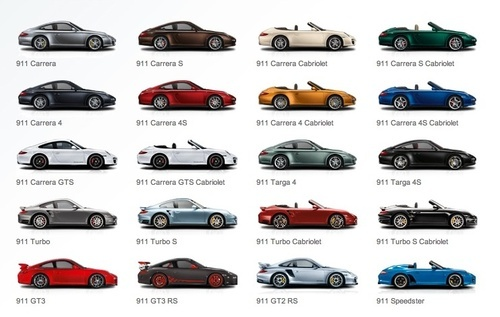 911 Carrera
911 Carrera S
911 Carrera Cabriolet
911 Carrera S Cabriolet
911 Carrera 4
911 Carrera 4S
911 Carrera 4 Cabriolet
911 Carrera 4S Cabriolet
911 Carrera GTS
911 Carrera GTS Cabriolet
911 Targa 4
911 Targa 4S
911 Turbo
911 Turbo S
911 Turbo Cabriolet
911 Turbo S Cabriolet
911 GT3
911 GT3 RS
911 GT2 RS
911 Speedster